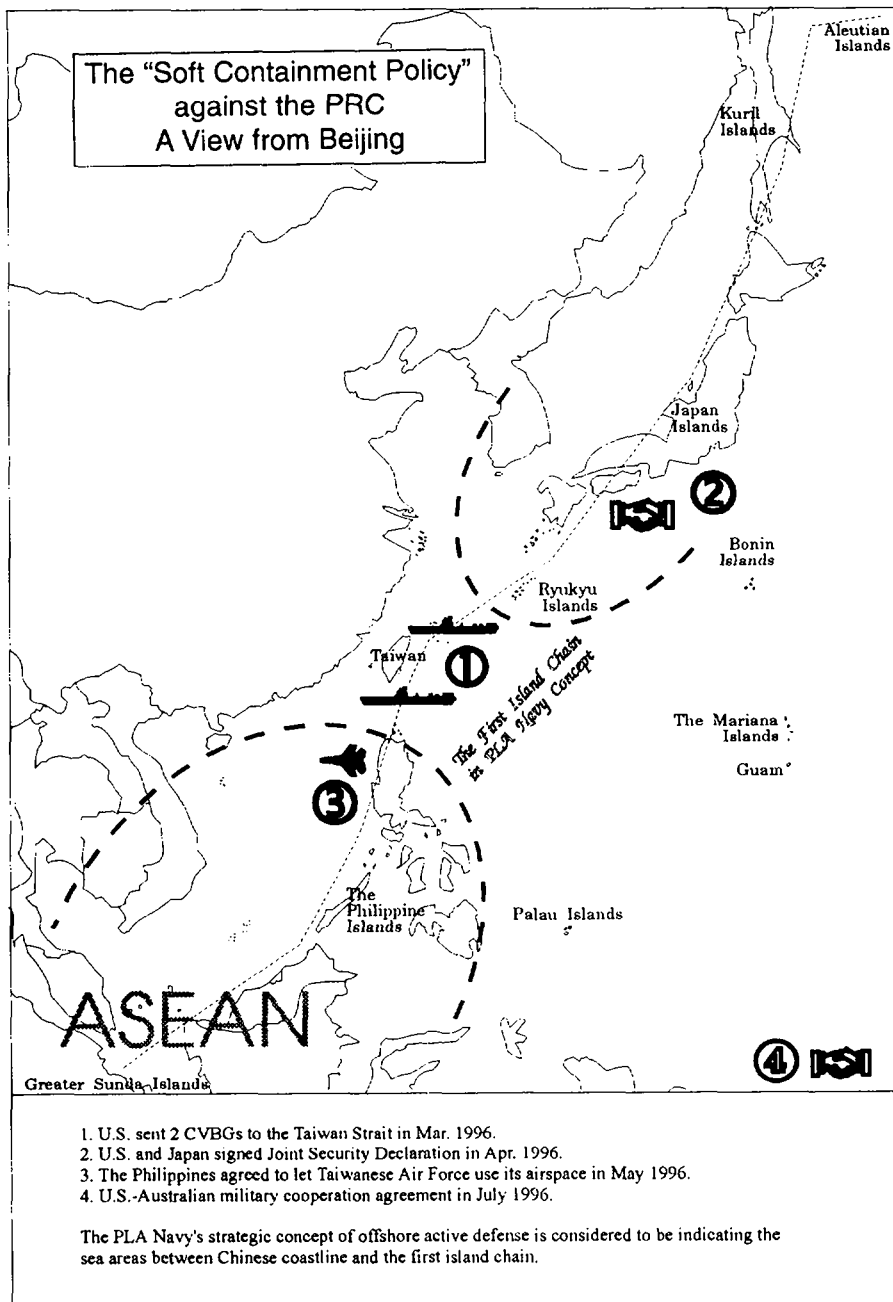 The "Soft Containment Policy"
against the PRC
A View from Beijing
Aleutian
Islands
Kuril
Islands
Japan
Islands
2
Bonin
Islands
Ryukyu
Islands
Taiwan
1
The First Island Chain
in PLA Navy Concept
The Mariana
Islands
Guam
3
The
Philippine
Islands
Palau Islands
ASEAN
4
Greater Sunda Islands
1. U.S. sent 2 CVBGs to the Taiwan Strait in Mar. 1996.
2. U.S. and Japan signed Joint Security Declaration in Apr. 1996.
3. The Philippines agreed to let Taiwanese Air Force use its airspace in May 1996.
4. U.S.-Australian military cooperation agreement in July 1996.
The PLA Navy's strategic concept of offshore active defense is considered to be indicating the
sea areas between Chinese coastline and the first island chain.